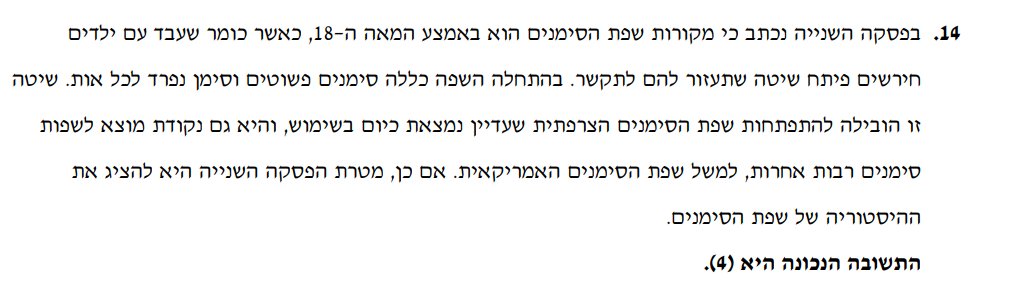 14. בפסקה השנייה נכתב כי מקורות שפת הסימנים הוא באמצע המאה ה-18, כאשר כומר שעבד עם ילדים
חירשים פיתח שיטה שתעזור להם לתקשר. בהתחלה השפה כללה סימנים פשוטים וסימן נפרד לכל אות. שיטה
זו הובילה להתפתחות שפת הסימנים הצרפתית שעדיין נמצאת כיום בשימוש, והיא גם נקודת מוצא לשפות
סימנים רבות אחרות, למשל שפת הסימנים האמריקאית. אם כן, מטרת הפסקה השנייה היא להציג את
ההיסטוריה של שפת הסימנים.
התשובה הנכונה היא (4).